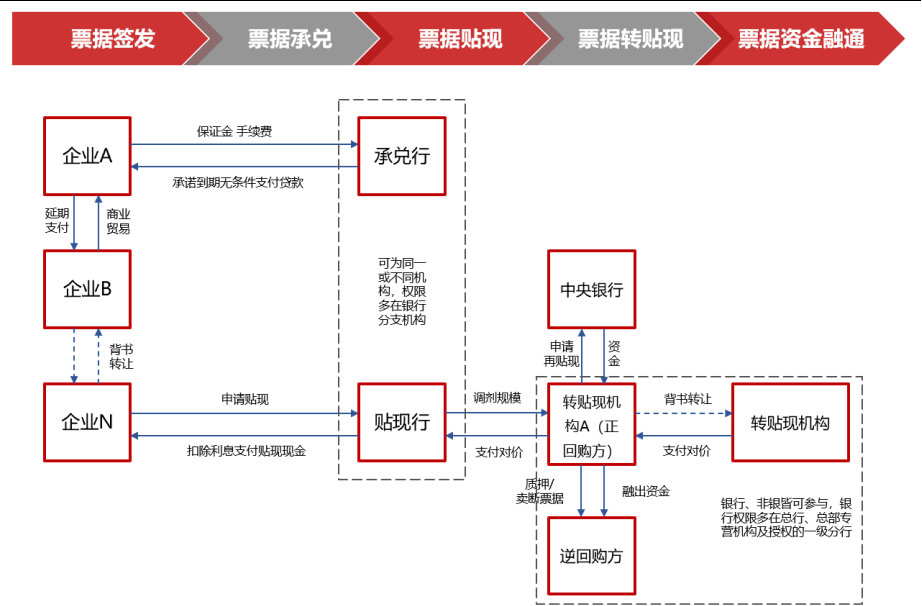 票据签发
票据承兑
票据贴现
票据转贴现
票据资金融通
企业A
保证金 手续费
承诺到期无条件支付贷款
承兑行
延期
支付
商业
贸易
企业B
可为同一
或不同机
构，权限
多在银行
分支机构
中央银行
背书
转让
申请
再贴现
资
金
企业N
申请贴现
扣除利息支付贴现现金
贴现行
调剂规模
支付对价
转贴现机
构A（正
回购方）
背书转让
支付对价
转贴现机构
质押/
卖断票据
融出资金
银行、非银皆可参与，银
行权限多在总行、总部专
营机构及授权的一级分行
逆回购方